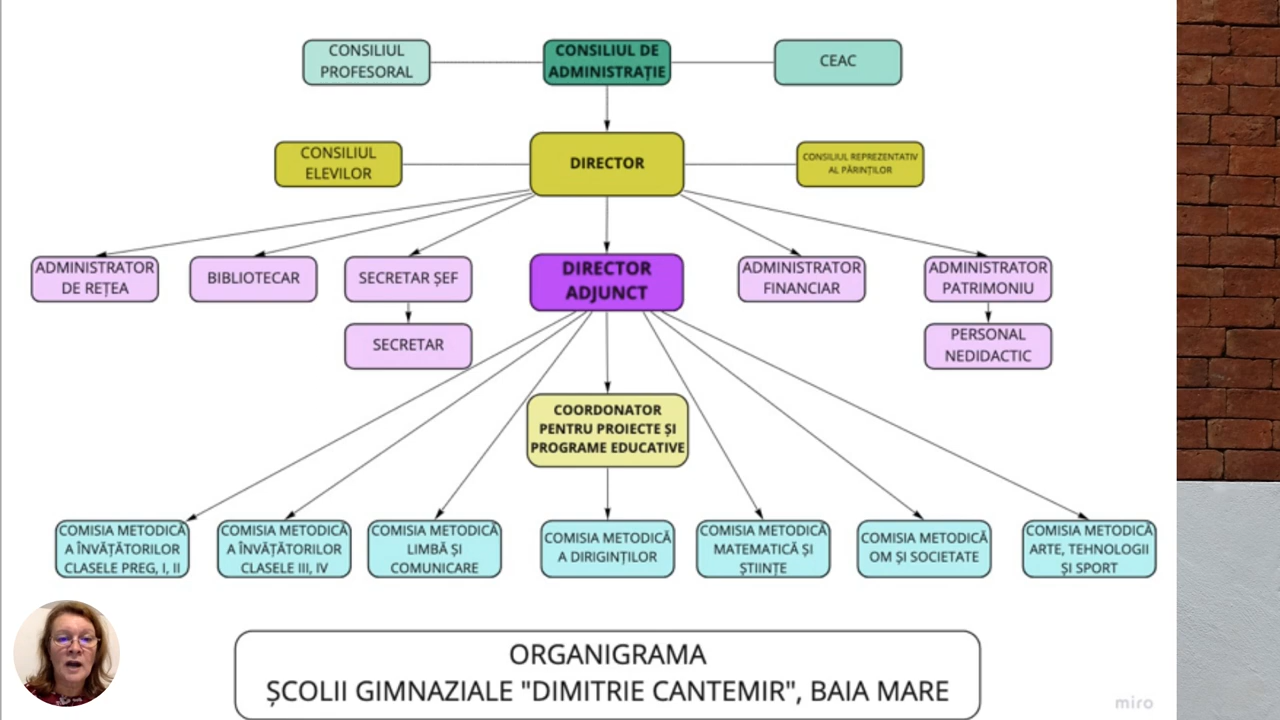 CONSILIUL
PROFESORAL
CONSILIUL DE
ADMINISTRAȚIE
CEAC
CONSILIUL
ELEVILOR
DIRECTOR
CONSILIUL REPREZENTATIV
AL PĂRINȚILOR
ADMINISTRATOR
DE REȚEA
BIBLIOTECAR
SECRETAR ȘEF
DIRECTOR
ADJUNCT
ADMINISTRATOR
FINANCIAR
ADMINISTRATOR
PATRIMONIU
SECRETAR
PERSONAL
NEDIDACTIC
COORDONATOR
PENTRU PROIECTE ȘI
PROGRAME EDUCATIVE
COMISIA METODICĂ
A ÎNVĂȚĂTORILOR
CLASELE PREG, I, II
COMISIA METODICĂ
A ÎNVĂȚĂTORILOR
CLASELE III, IV
COMISIA METODICĂ
LIMBĂ ȘI
COMUNICARE
COMISIA METODICĂ
A DIRIGINȚILOR
COMISIA METODICĂ
MATEMATICĂ ȘI
ȘTIINȚE
COMISIA METODICĂ
OM ȘI SOCIETATE
COMISIA METODICĂ
ARTE, TEHNOLOGII
ȘI SPORT
ORGANIGRAMA
ȘCOLII GIMNAZIALE "DIMITRIE CANTEMIR", BAIA MARE
miro